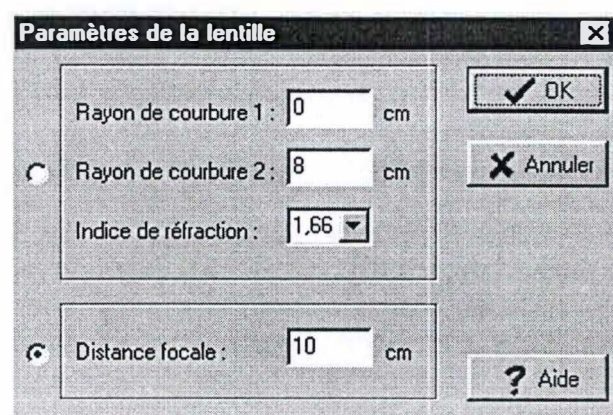 Paramètres de la lentille
Rayon de courbure 1 : 0 cm
Rayon de courbure 2 : 8 cm
Indice de réfraction : 1,66
Distance focale : 10 cm
OK
Annuler
? Aide